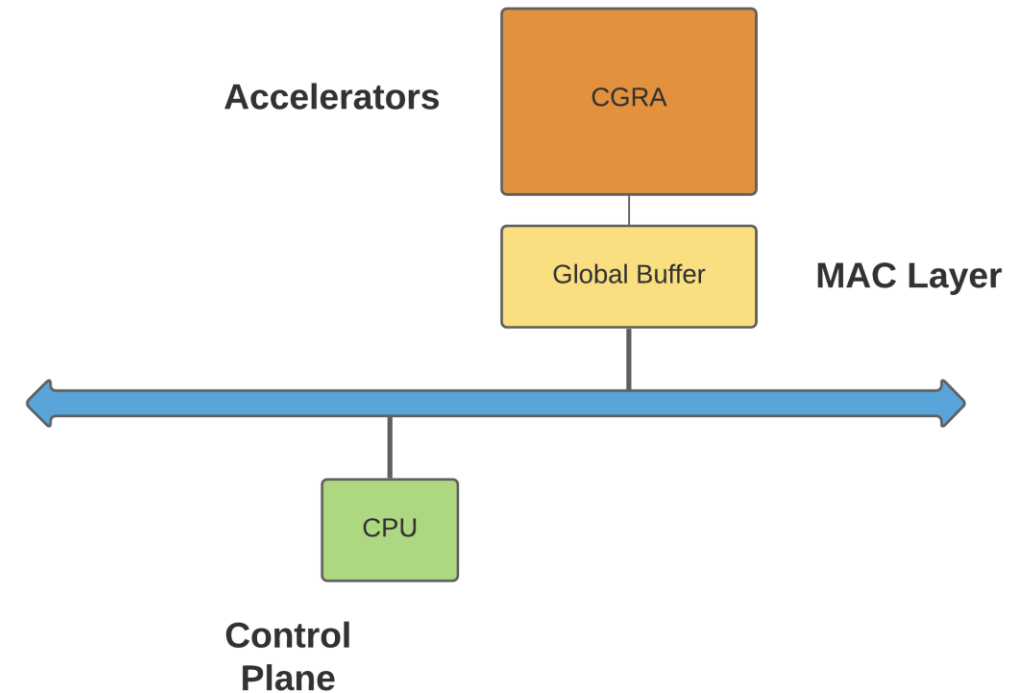 Accelerators
CGRA
Global Buffer
MAC Layer
CPU
Control
Plane